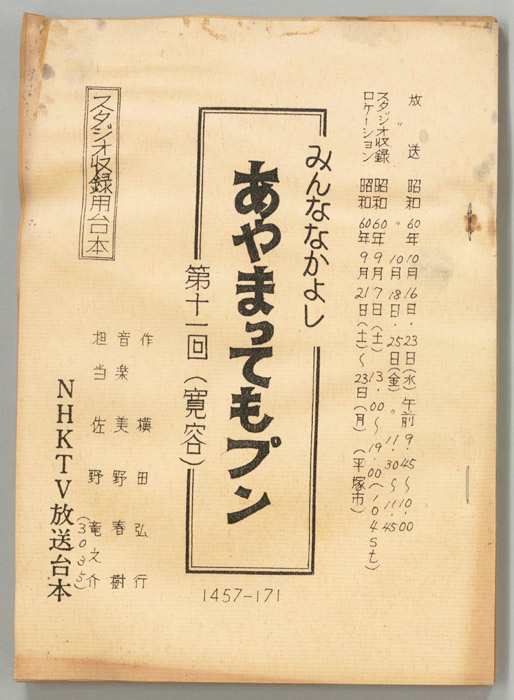 放送 昭和60年10月16日・23日(水)午前9.45～10.00
〃 〃 10月18日・25日(金) 〃 11.30～11.45
スタジオ収録 昭和60年9月7日(土) 13.00～19.00(104st)
ロケーション 昭和60年9月21日(土)～23日(月)(平塚市)
みんななかよし
あやまってもプン
第十一回(寛容)
1457-171
作 横田弘行
音楽 美野春樹
担当 佐野竜之介
(3035)
スタジオ収録用台本
NHKTV放送台本